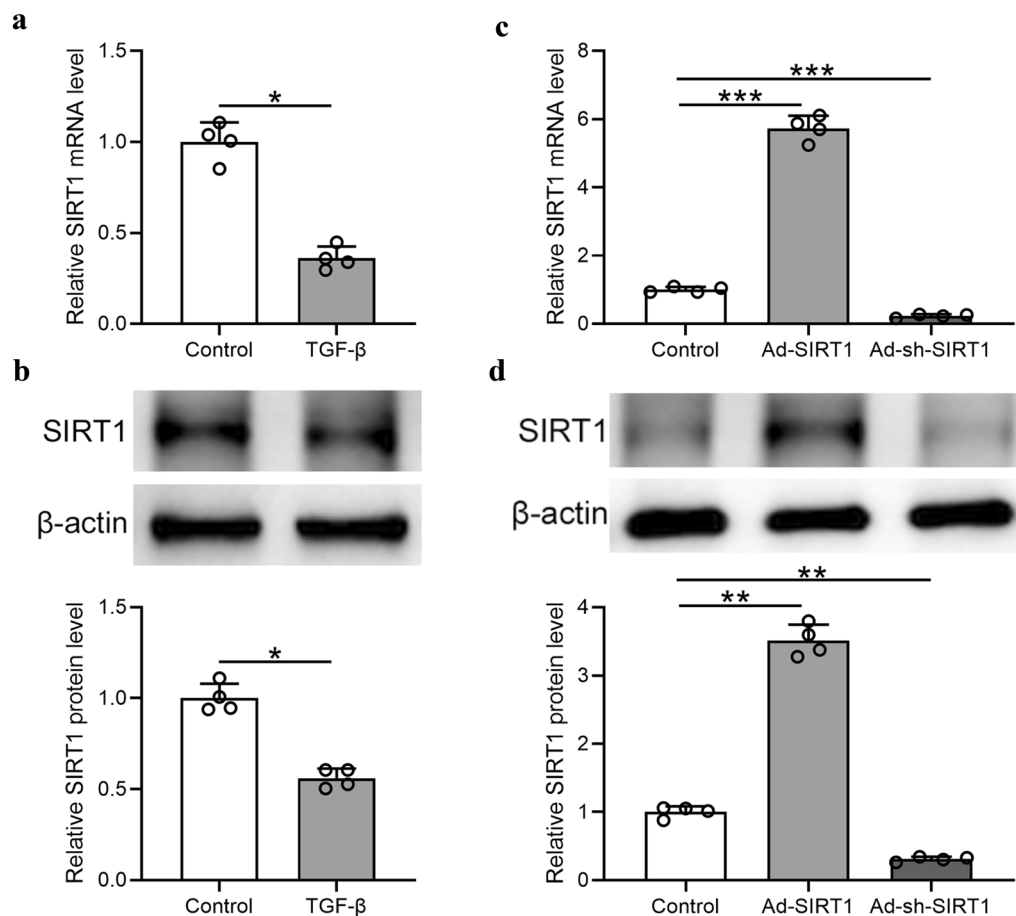 a
Relative SIRT1 mRNA level
1.5
1.0
0.5
0.0
*
Control
TGF-β
b
SIRT1
β-actin
Relative SIRT1 protein level
1.5
1.0
0.5
0.0
*
Control
TGF-β
c
Relative SIRT1 mRNA level
8
6
4
2
0
***
***
Control
Ad-SIRT1
Ad-sh-SIRT1
d
SIRT1
β-actin
Relative SIRT1 protein level
4
3
2
1
0
**
**
Control
Ad-SIRT1
Ad-sh-SIRT1